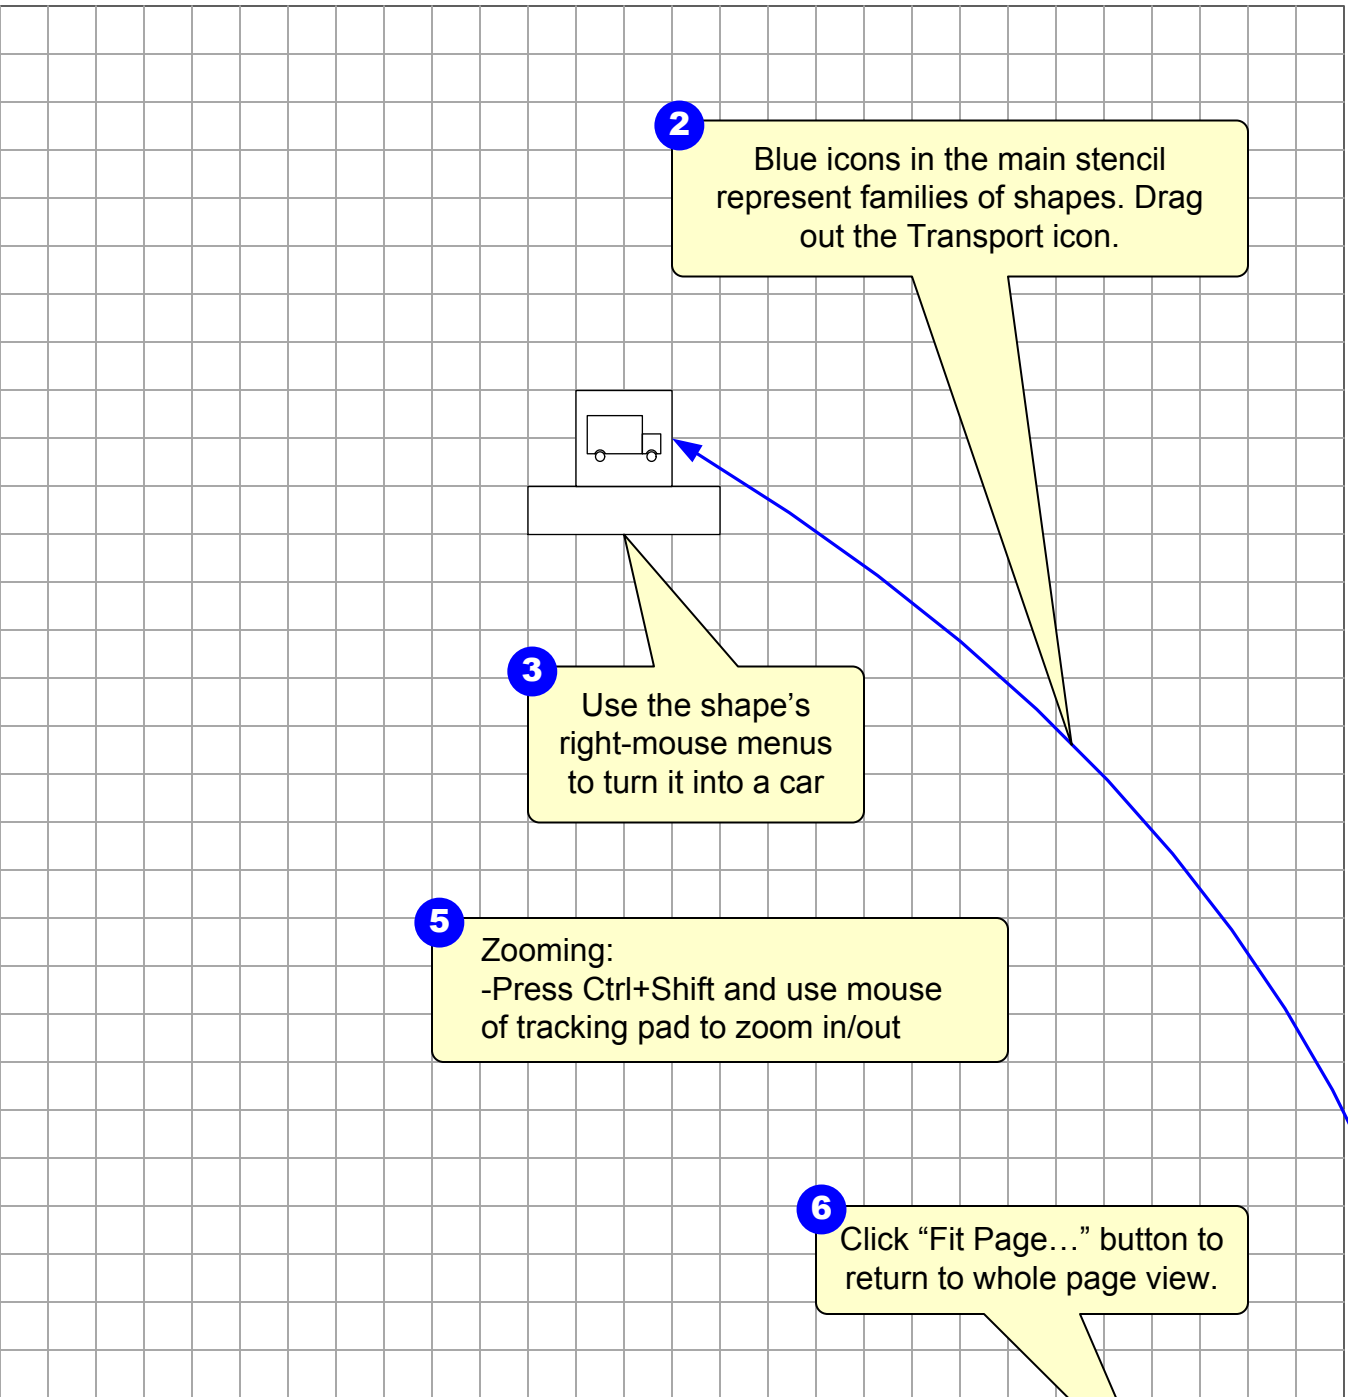 2
Blue icons in the main stencil
represent families of shapes. Drag
out the Transport icon.
3
Use the shape’s
right-mouse menus
to turn it into a car
5
Zooming:
-Press Ctrl+Shift and use mouse
of tracking pad to zoom in/out
6
Click “Fit Page…” button to
return to whole page view.